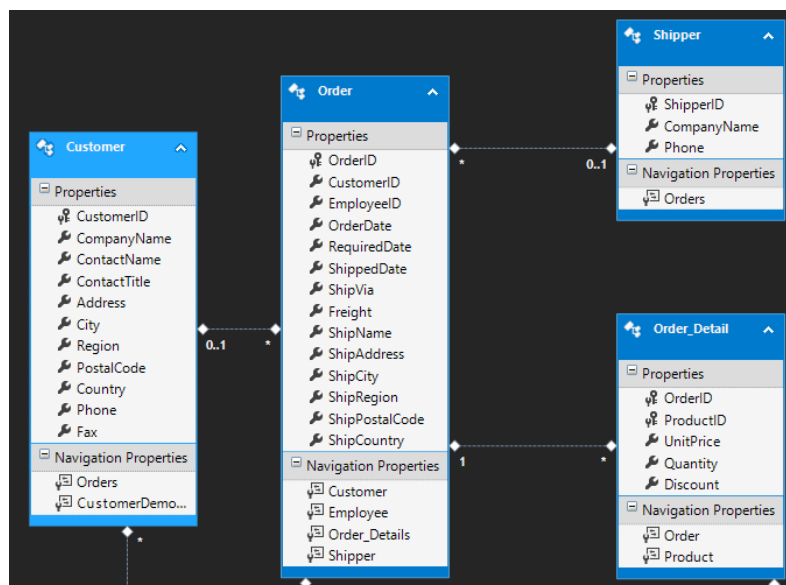 Customer
Properties
CustomerID
CompanyName
ContactName
ContactTitle
Address
City
Region
PostalCode
Country
Phone
Fax
Navigation Properties
Orders
CustomerDemo...
*
0..1
*
Order
Properties
OrderID
CustomerID
EmployeeID
OrderDate
RequiredDate
ShippedDate
ShipVia
Freight
ShipName
ShipAddress
ShipCity
ShipRegion
ShipPostalCode
ShipCountry
Navigation Properties
Customer
Employee
Order_Details
Shipper
*
0..1
1
*
Shipper
Properties
ShipperID
CompanyName
Phone
Navigation Properties
Orders
Order_Detail
Properties
OrderID
ProductID
UnitPrice
Quantity
Discount
Navigation Properties
Order
Product